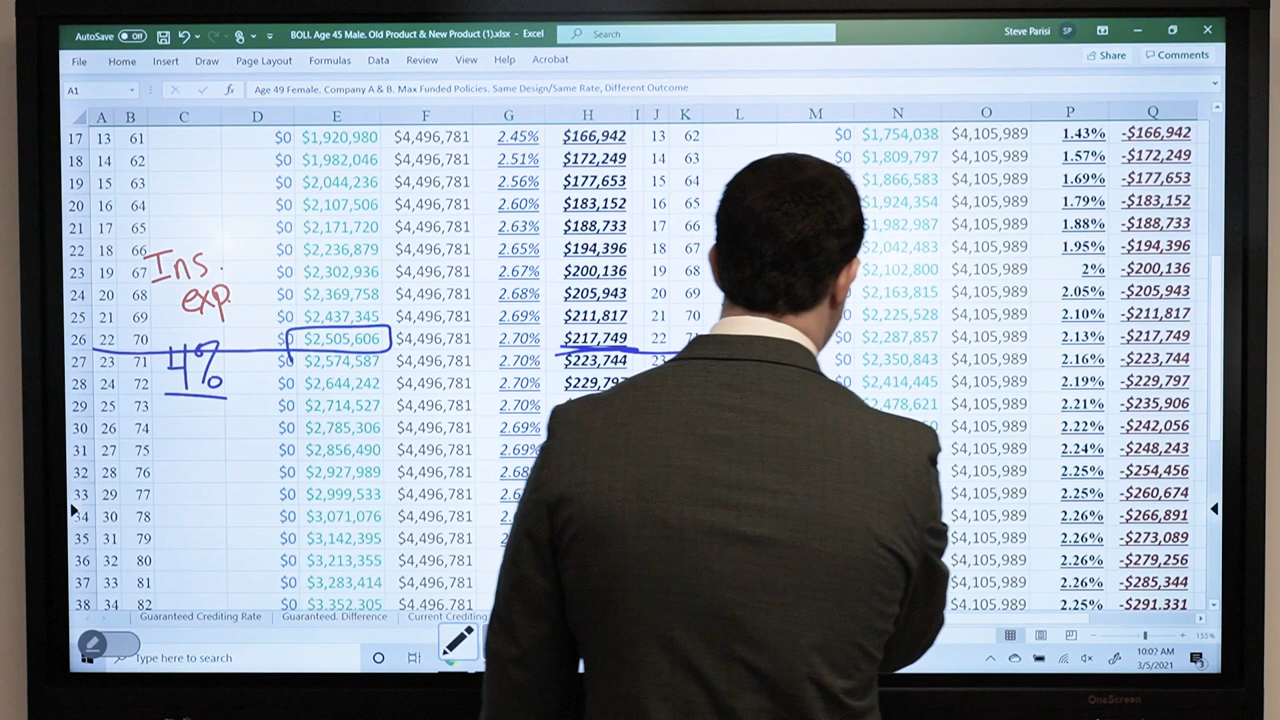 AutoSave Off BOLI. Age 45 Male. Old Product & New Product (1).xlsx - Excel Search Steve Parisi SP
File Home Insert Draw Page Layout Formulas Data Review View Help Acrobat Share Comments
A1 fx Age 49 Female. Company A & B. Max Funded Policies. Same Design/Same Rate, Different Outcome
A B C D E F G H I J K L M N O P Q
17 13 61 $0 $1,920,980 $4,496,781 2.45% $166,942 13 62 $0 $1,754,038 $4,105,989 1.43% -$166,942
18 14 62 $0 $1,982,046 $4,496,781 2.51% $172,249 14 63 $0 $1,809,797 $4,105,989 1.57% -$172,249
19 15 63 $0 $2,044,236 $4,496,781 2.56% $177,653 15 64 $1,866,583 $4,105,989 1.69% -$177,653
20 16 64 $0 $2,107,506 $4,496,781 2.60% $183,152 16 65 $1,924,354 $4,105,989 1.79% -$183,152
21 17 65 $0 $2,171,720 $4,496,781 2.63% $188,733 17 66 $1,982,987 $4,105,989 1.88% -$188,733
22 18 66 $0 $2,236,879 $4,496,781 2.65% $194,396 18 67 $2,042,483 $4,105,989 1.95% -$194,396
23 19 67 Ins. $0 $2,302,936 $4,496,781 2.67% $200,136 19 68 $2,102,800 $4,105,989 2% -$200,136
24 20 68 exp. $0 $2,369,758 $4,496,781 2.68% $205,943 20 69 $2,163,815 $4,105,989 2.05% -$205,943
25 21 69 $0 $2,437,345 $4,496,781 2.69% $211,817 21 70 $2,225,528 $4,105,989 2.10% -$211,817
26 22 70 $0 $2,505,606 $4,496,781 2.70% $217,749 22 $2,287,857 $4,105,989 2.13% -$217,749
27 23 71 4% $0 $2,574,587 $4,496,781 2.70% $223,744 23 $2,350,843 $4,105,989 2.16% -$223,744
28 24 72 $0 $2,644,242 $4,496,781 2.70% $229,797 $0 $2,414,445 $4,105,989 2.19% -$229,797
29 25 73 $0 $2,714,527 $4,496,781 2.70% $2,478,621 $4,105,989 2.21% -$235,906
30 26 74 $0 $2,785,306 $4,496,781 2.69% $4,105,989 2.22% -$242,056
31 27 75 $0 $2,856,490 $4,496,781 2.69% $4,105,989 2.24% -$248,243
32 28 76 $0 $2,927,989 $4,496,781 2.68 $4,105,989 2.25% -$254,456
33 29 77 $0 $2,999,533 $4,496,781 2.6 $4,105,989 2.25% -$260,674
34 30 78 $0 $3,071,076 $4,496,781 2. $4,105,989 2.26% -$266,891
35 31 79 $0 $3,142,395 $4,496,781 $4,105,989 2.26% -$273,089
36 32 80 $0 $3,213,355 $4,496,781 $4,105,989 2.26% -$279,256
37 33 81 $0 $3,283,414 $4,496,781 $4,105,989 2.26% -$285,344
38 34 82 $0 $3,352,305 $4,496,781 $4,105,989 2.25% -$291,331
Guaranteed Crediting Rate Guaranteed. Difference Current Crediting
155%
Type here to search 10:02 AM
3/5/2021 3
OneScreen